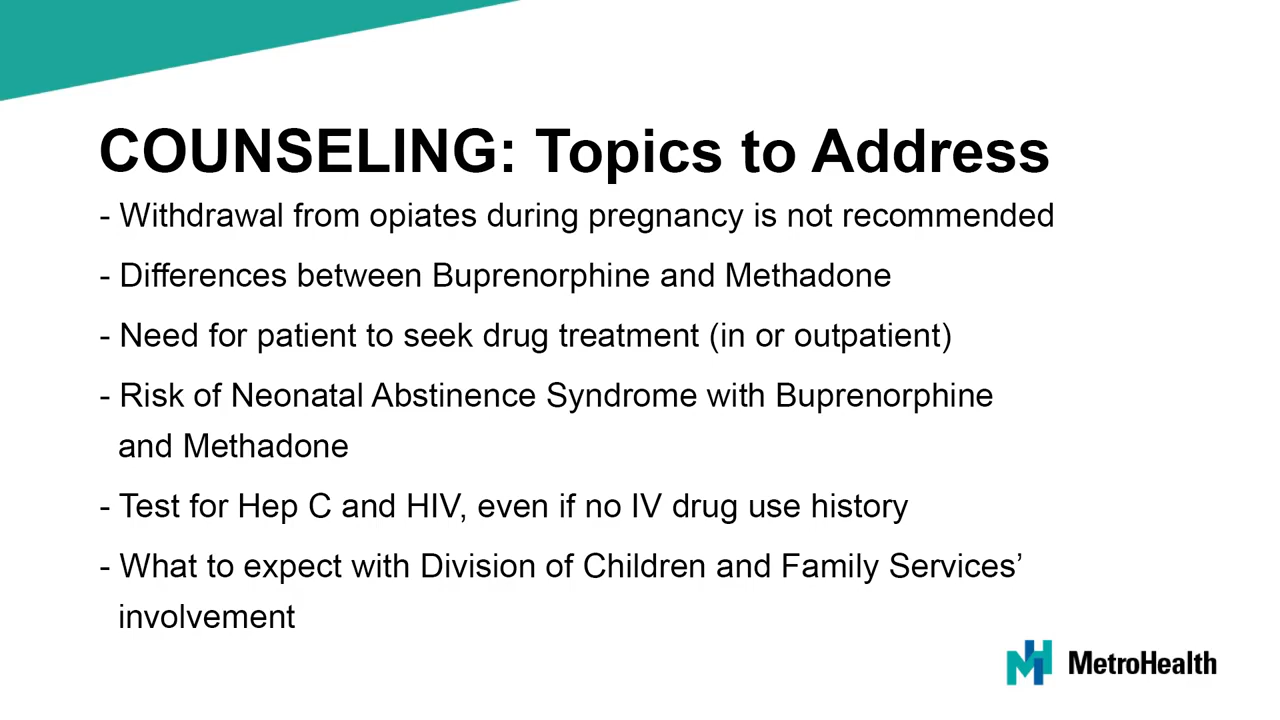 COUNSELING: Topics to Address
- Withdrawal from opiates during pregnancy is not recommended
- Differences between Buprenorphine and Methadone
- Need for patient to seek drug treatment (in or outpatient)
- Risk of Neonatal Abstinence Syndrome with Buprenorphine
and Methadone
- Test for Hep C and HIV, even if no IV drug use history
- What to expect with Division of Children and Family Services’
involvement
MetroHealth